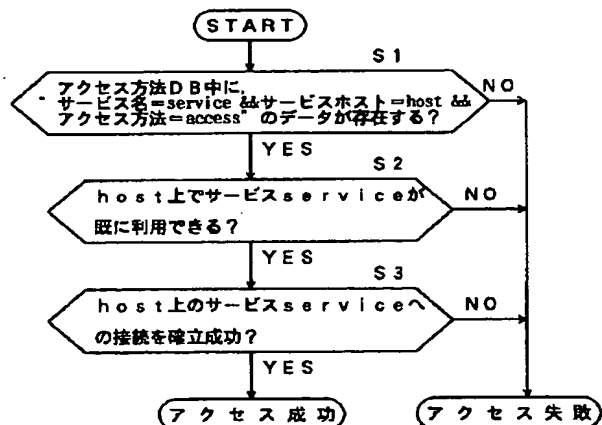 START
S1
アクセス方法DB中に,
"サービス名=service &&サービスホスト=host &&
アクセス方法=access"のデータが存在する?
NO
YES
S2
host上でサービスserviceが
既に利用できる?
NO
YES
S3
host上のサービスserviceへ
の接続を確立成功?
NO
YES
アクセス成功
アクセス失敗